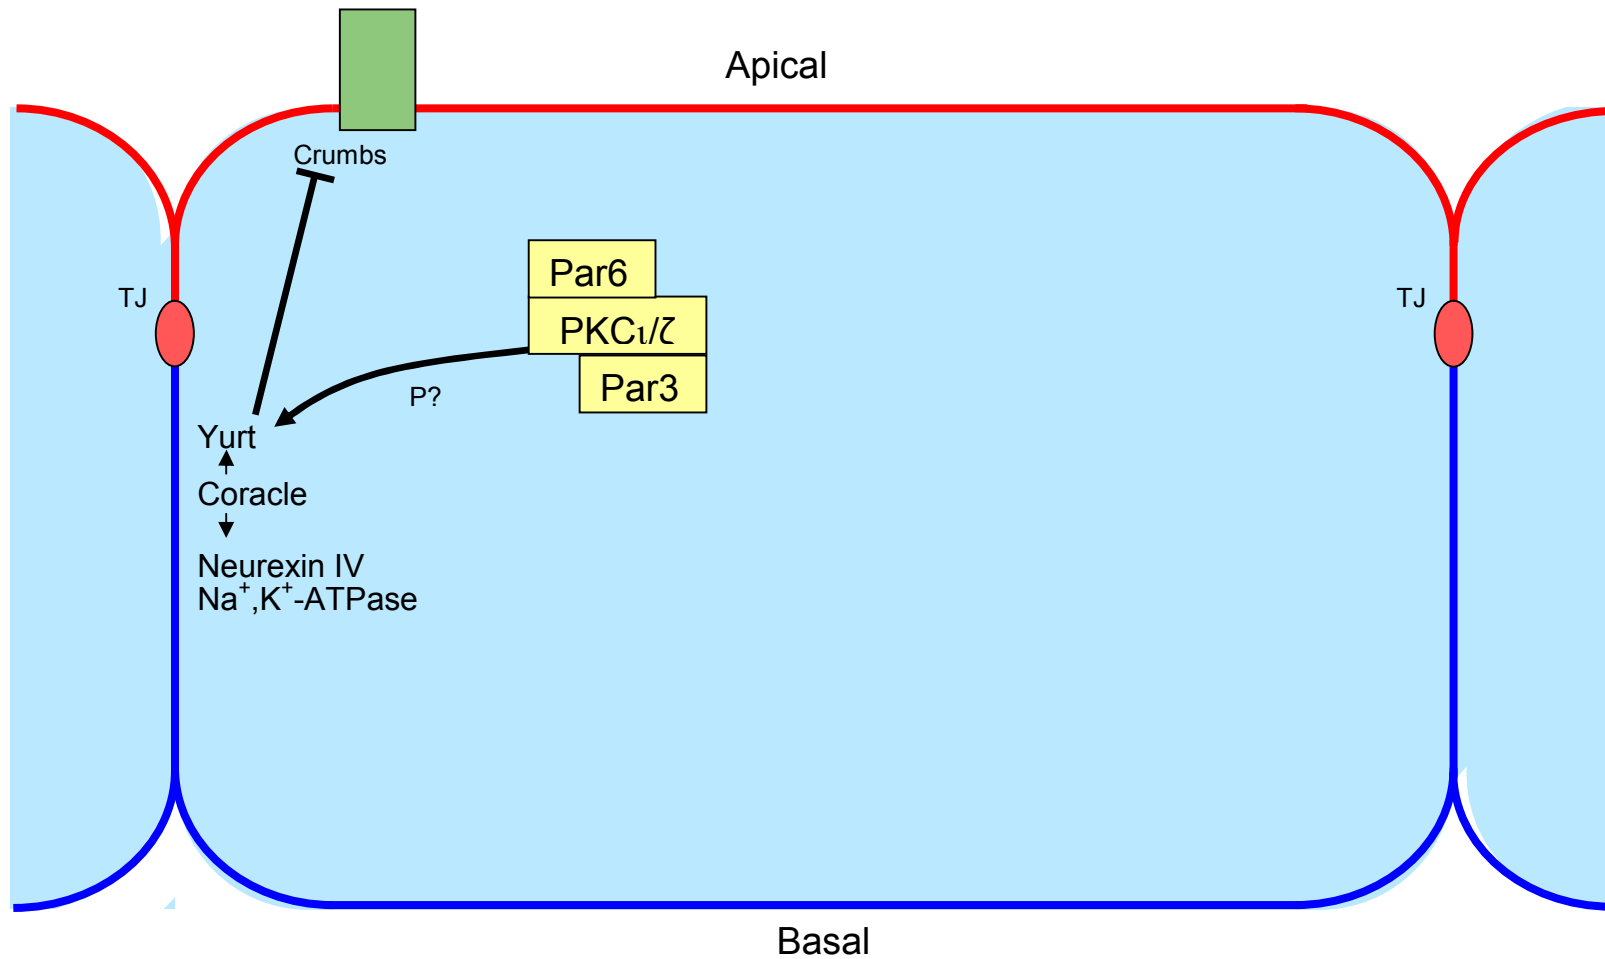 Apical
Crumbs
Par6
TJ
TJ
PKCι/ζ
Par3
P?
Yurt
Coracle
Neurexin IV
Na⁺,K⁺-ATPase
Basal